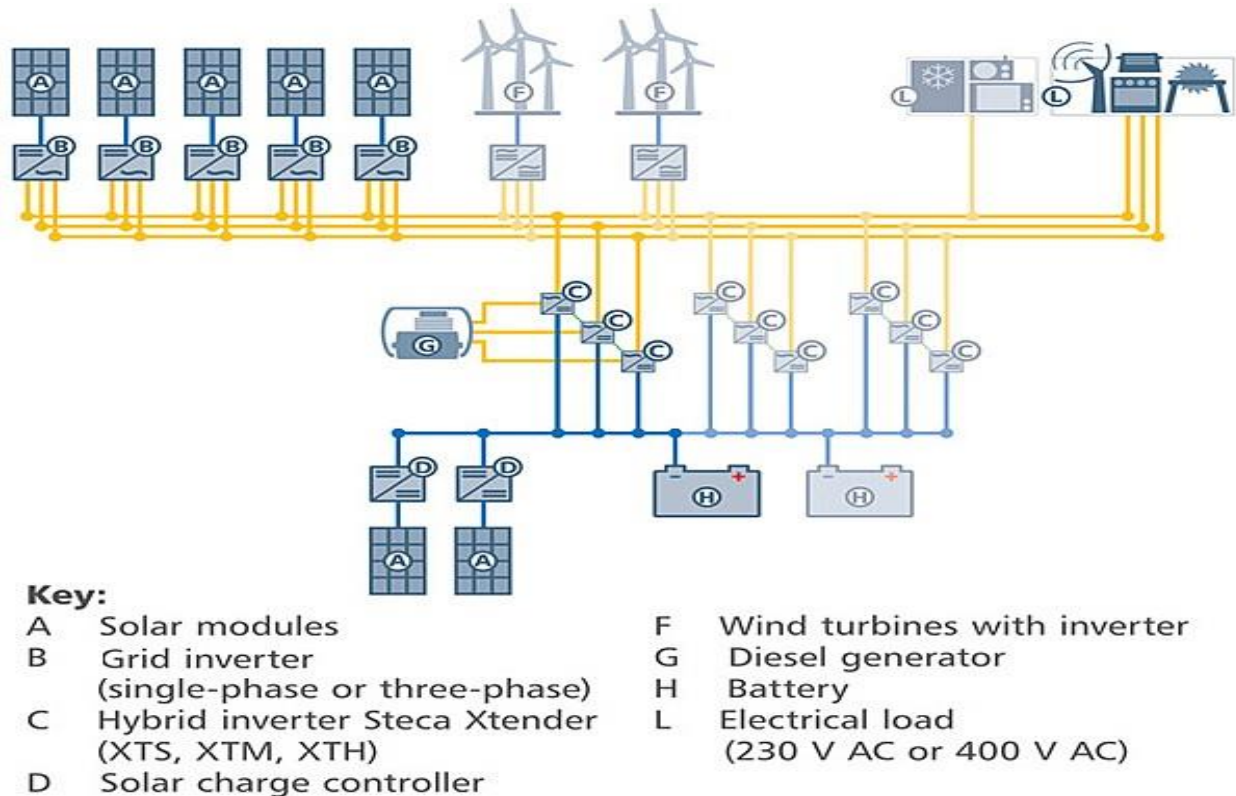 A A A A A F F L L
B B B B B
C C C
C C C
G C C C
D D
- + - +
H H
A A
Key:
A Solar modules
B Grid inverter
(single-phase or three-phase)
C Hybrid inverter Steca Xtender
(XTS, XTM, XTH)
D Solar charge controller
F Wind turbines with inverter
G Diesel generator
H Battery
L Electrical load
(230 V AC or 400 V AC)